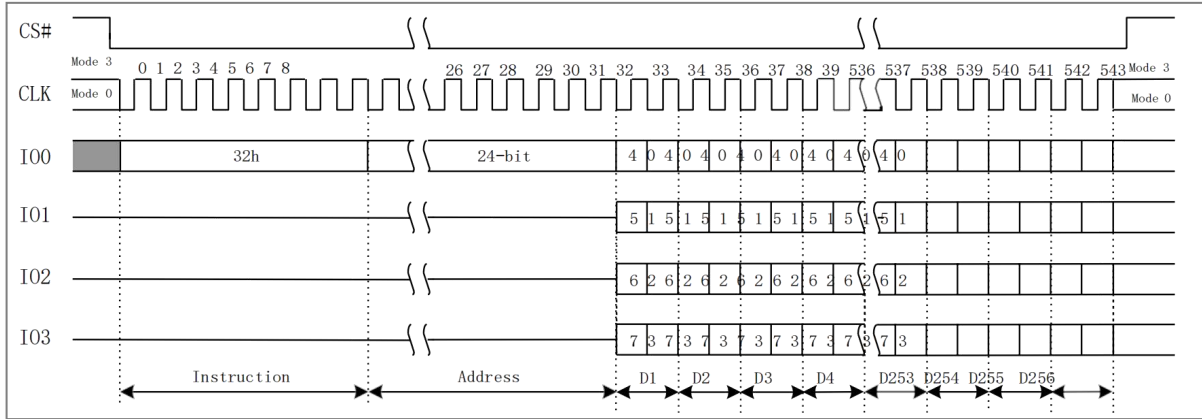 CS#
Mode 3
0 1 2 3 4 5 6 7 8 26 27 28 29 30 31 32 33 34 35 36 37 38 39 536 537 538 539 540 541 542 543 Mode 3
CLK Mode 0 Mode 0
IO0 32h 24-bit 4 0 4 0 4 0 4 0 4 0 4 0 4 0 4 0
IO1 5 1 5 1 5 1 5 1 5 1 5 1 5 1 5 1
IO2 6 2 6 2 6 2 6 2 6 2 6 2 6 2 6 2
IO3 7 3 7 3 7 3 7 3 7 3 7 3 7 3 7 3
Instruction Address D1 D2 D3 D4 D253 D254 D255 D256